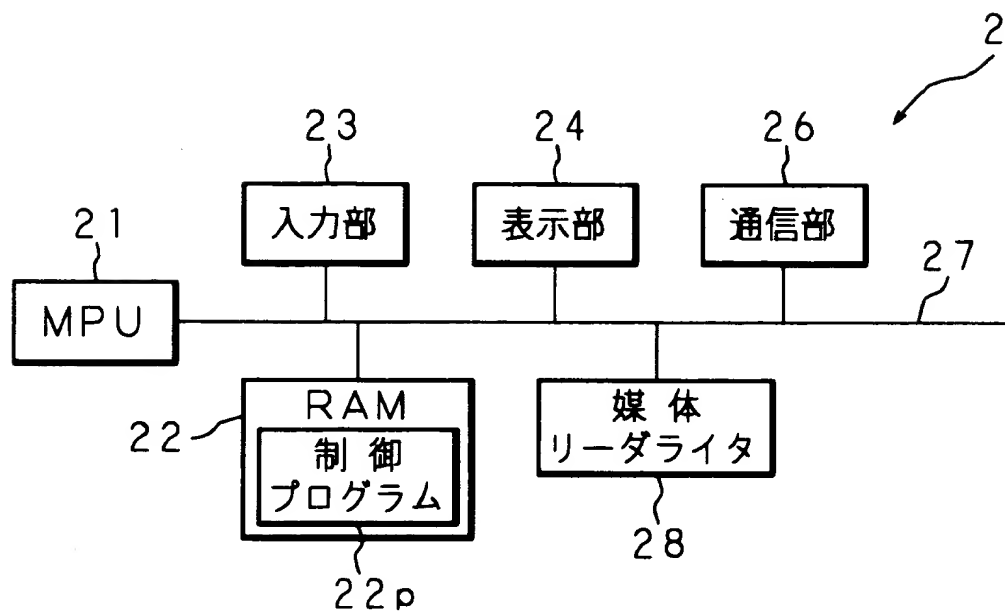 2
23
24
26
入力部
表示部
通信部
21
27
MPU
RAM
22
制御
プログラム
22p
媒体
リーダライタ
28